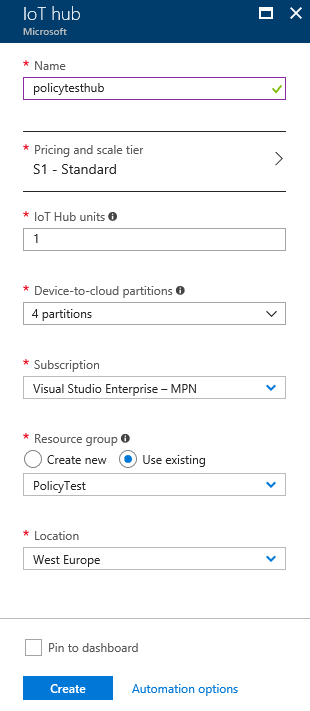 IoT hub
Microsoft
* Name
policytesthub
* Pricing and scale tier
S1 - Standard
* IoT Hub units
1
* Device-to-cloud partitions
4 partitions
* Subscription
Visual Studio Enterprise – MPN
* Resource group
Create new Use existing
PolicyTest
* Location
West Europe
Pin to dashboard
Create Automation options